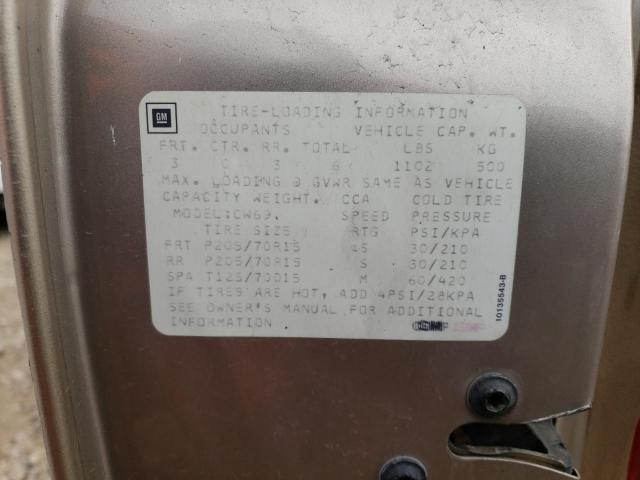 GM
TIRE-LOADING INFORMATION
OCCUPANTS VEHICLE CAP. WT.
FRT. CTR. RR. TOTAL LBS KG
3 0 3 6 1102 500
MAX. LOADING @ GVWR SAME AS VEHICLE
CAPACITY WEIGHT. CCA COLD TIRE
MODEL:CW69. SPEED PRESSURE
TIRE SIZE RTG PSI/KPA
FRT P205/70R15 S 30/210
RR P205/70R15 S 30/210
SPA T125/70D15 M 60/420
IF TIRES ARE HOT, ADD 4PSI/28KPA
SEE OWNER'S MANUAL FOR ADDITIONAL
INFORMATION
10135543-B